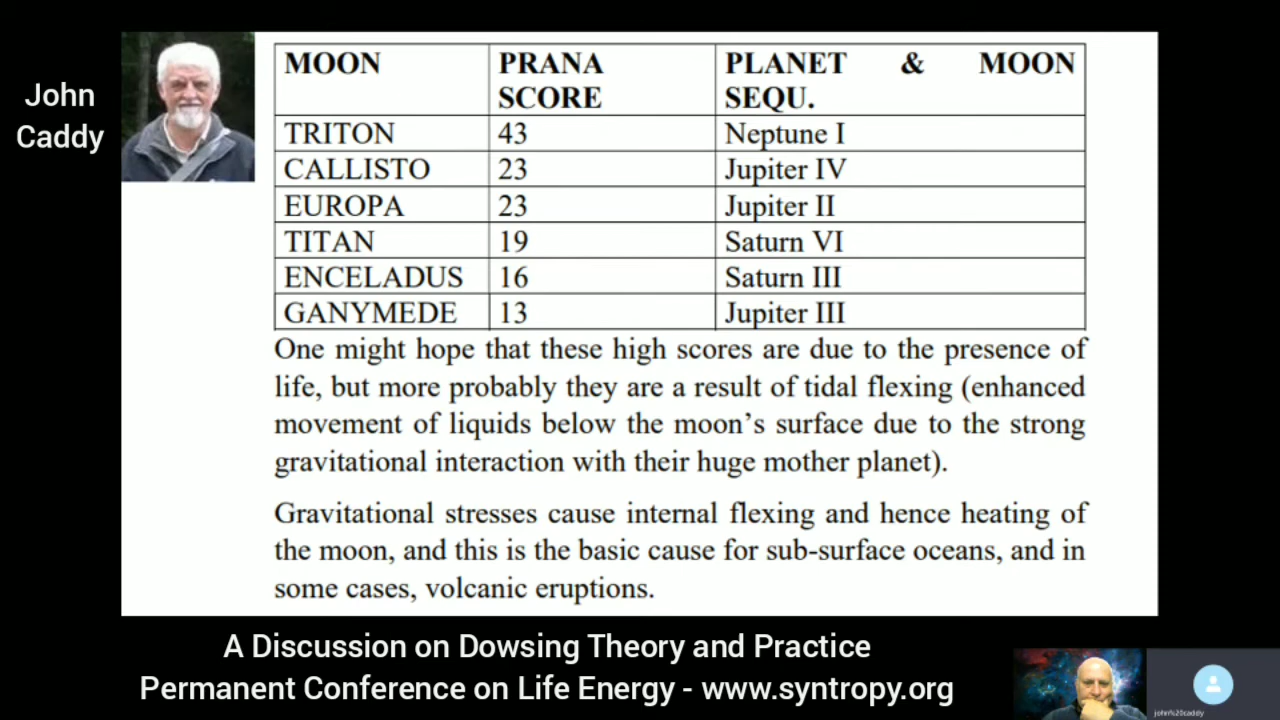 John
Caddy
MOON PRANA SCORE PLANET & MOON SEQU.
TRITON 43 Neptune I
CALLISTO 23 Jupiter IV
EUROPA 23 Jupiter II
TITAN 19 Saturn VI
ENCELADUS 16 Saturn III
GANYMEDE 13 Jupiter III
One might hope that these high scores are due to the presence of
life, but more probably they are a result of tidal flexing (enhanced
movement of liquids below the moon’s surface due to the strong
gravitational interaction with their huge mother planet).
Gravitational stresses cause internal flexing and hence heating of
the moon, and this is the basic cause for sub-surface oceans, and in
some cases, volcanic eruptions.
A Discussion on Dowsing Theory and Practice
Permanent Conference on Life Energy - www.syntropy.org
john%20caddy